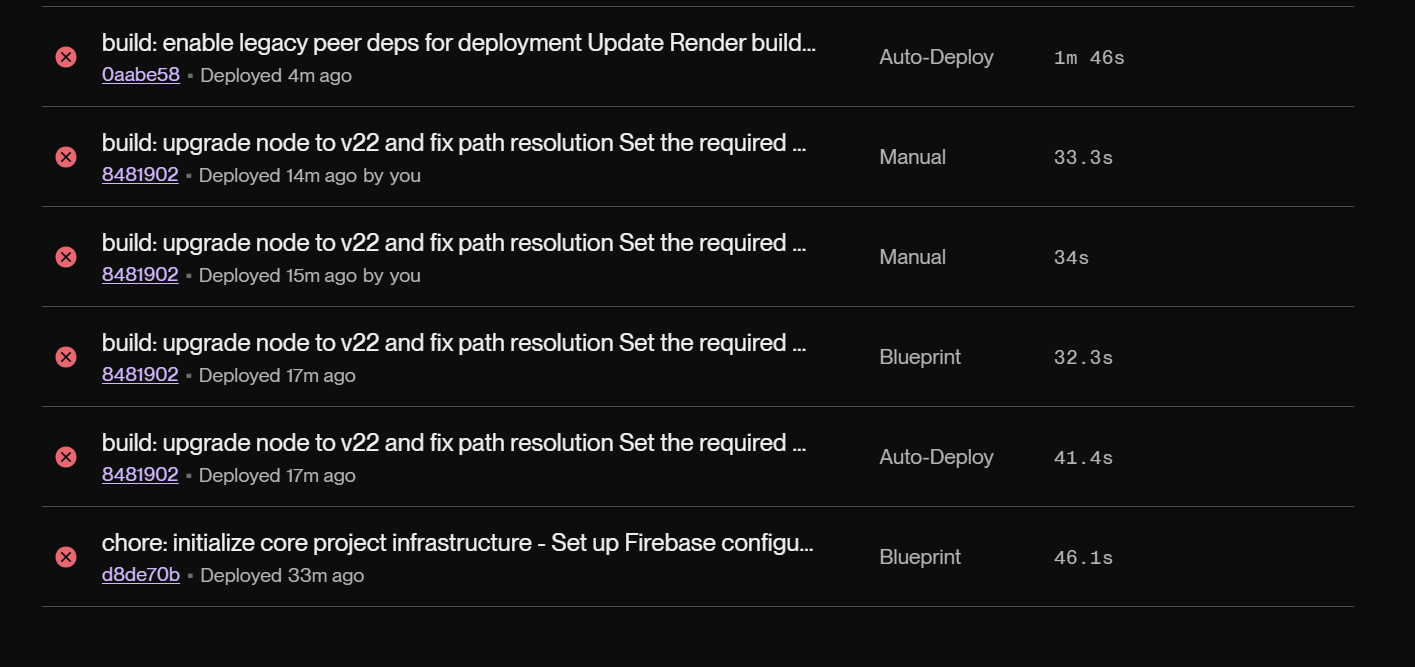 build: enable legacy peer deps for deployment Update Render build...
Auto-Deploy
1m 46s
0aabe58 ▪ Deployed 4m ago
build: upgrade node to v22 and fix path resolution Set the required ...
Manual
33.3s
8481902 ▪ Deployed 14m ago by you
build: upgrade node to v22 and fix path resolution Set the required ...
Manual
34s
8481902 ▪ Deployed 15m ago by you
build: upgrade node to v22 and fix path resolution Set the required ...
Blueprint
32.3s
8481902 ▪ Deployed 17m ago
build: upgrade node to v22 and fix path resolution Set the required ...
Auto-Deploy
41.4s
8481902 ▪ Deployed 17m ago
chore: initialize core project infrastructure - Set up Firebase configu...
Blueprint
46.1s
d8de70b ▪ Deployed 33m ago